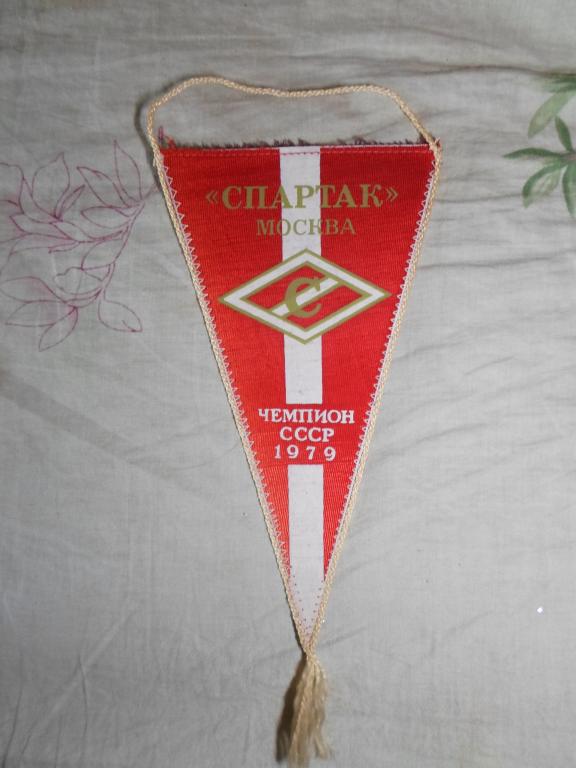 «СПАРТАК»
МОСКВА
С
ЧЕМПИОН
СССР
1979